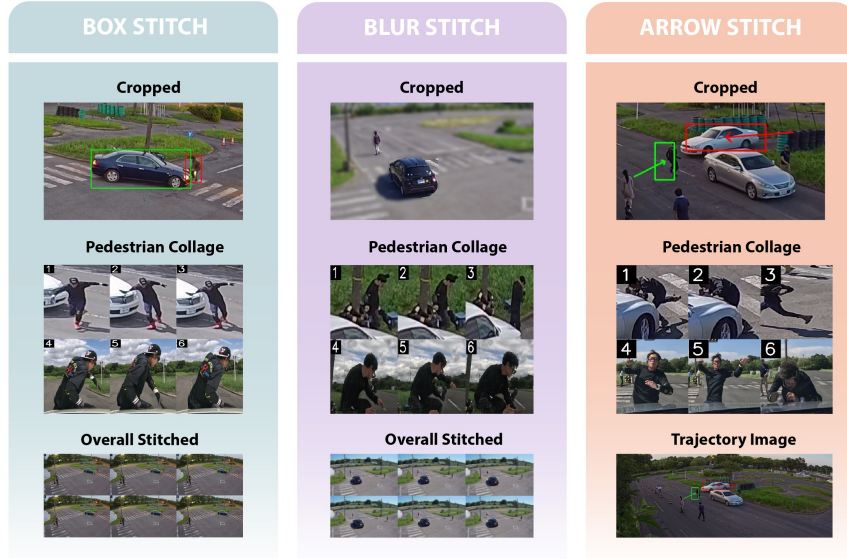 BOX STITCH
Cropped
Pedestrian Collage
1 2 3
4 5 6
Overall Stitched
BLUR STITCH
Cropped
Pedestrian Collage
1 2 3
4 5 6
Overall Stitched
ARROW STITCH
Cropped
Pedestrian Collage
1 2 3
4 5 6
Trajectory Image